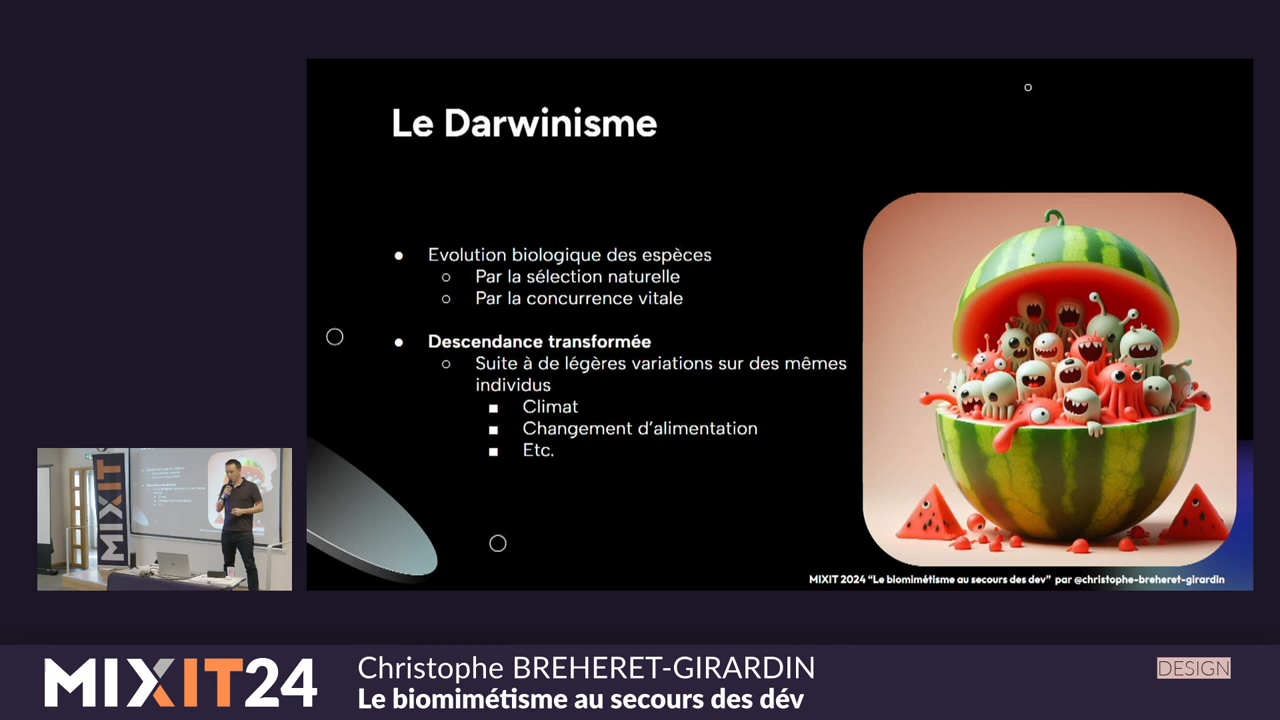 Le Darwinisme
● Evolution biologique des espèces
○ Par la sélection naturelle
○ Par la concurrence vitale
● Descendance transformée
○ Suite à de légères variations sur des mêmes
individus
■ Climat
■ Changement d’alimentation
■ Etc.
MIXIT 2024 “Le biomimétisme au secours des dev” par @christophe-breheret-girardin
MIXIT
MIXIT24
Christophe BREHERET-GIRARDIN
Le biomimétisme au secours des dév
DESIGN